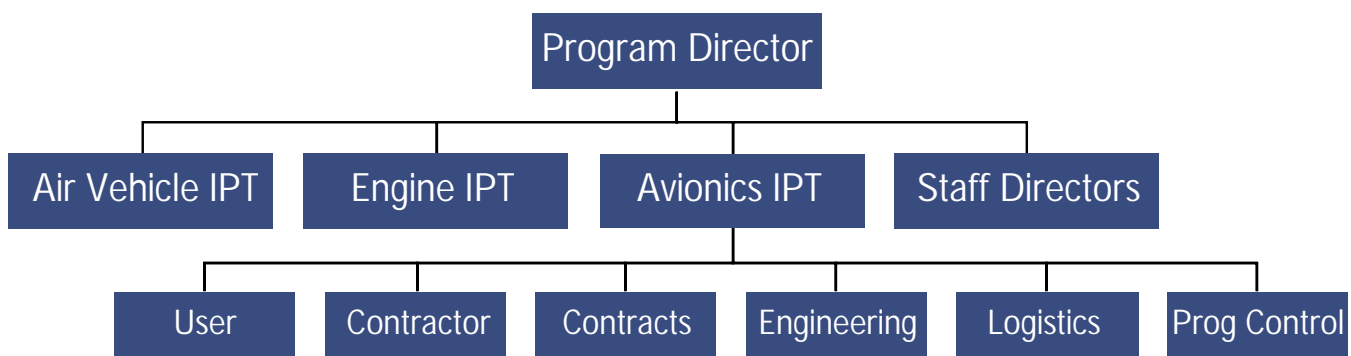 Program Director
Air Vehicle IPT
Engine IPT
Avionics IPT
Staff Directors
User
Contractor
Contracts
Engineering
Logistics
Prog Control